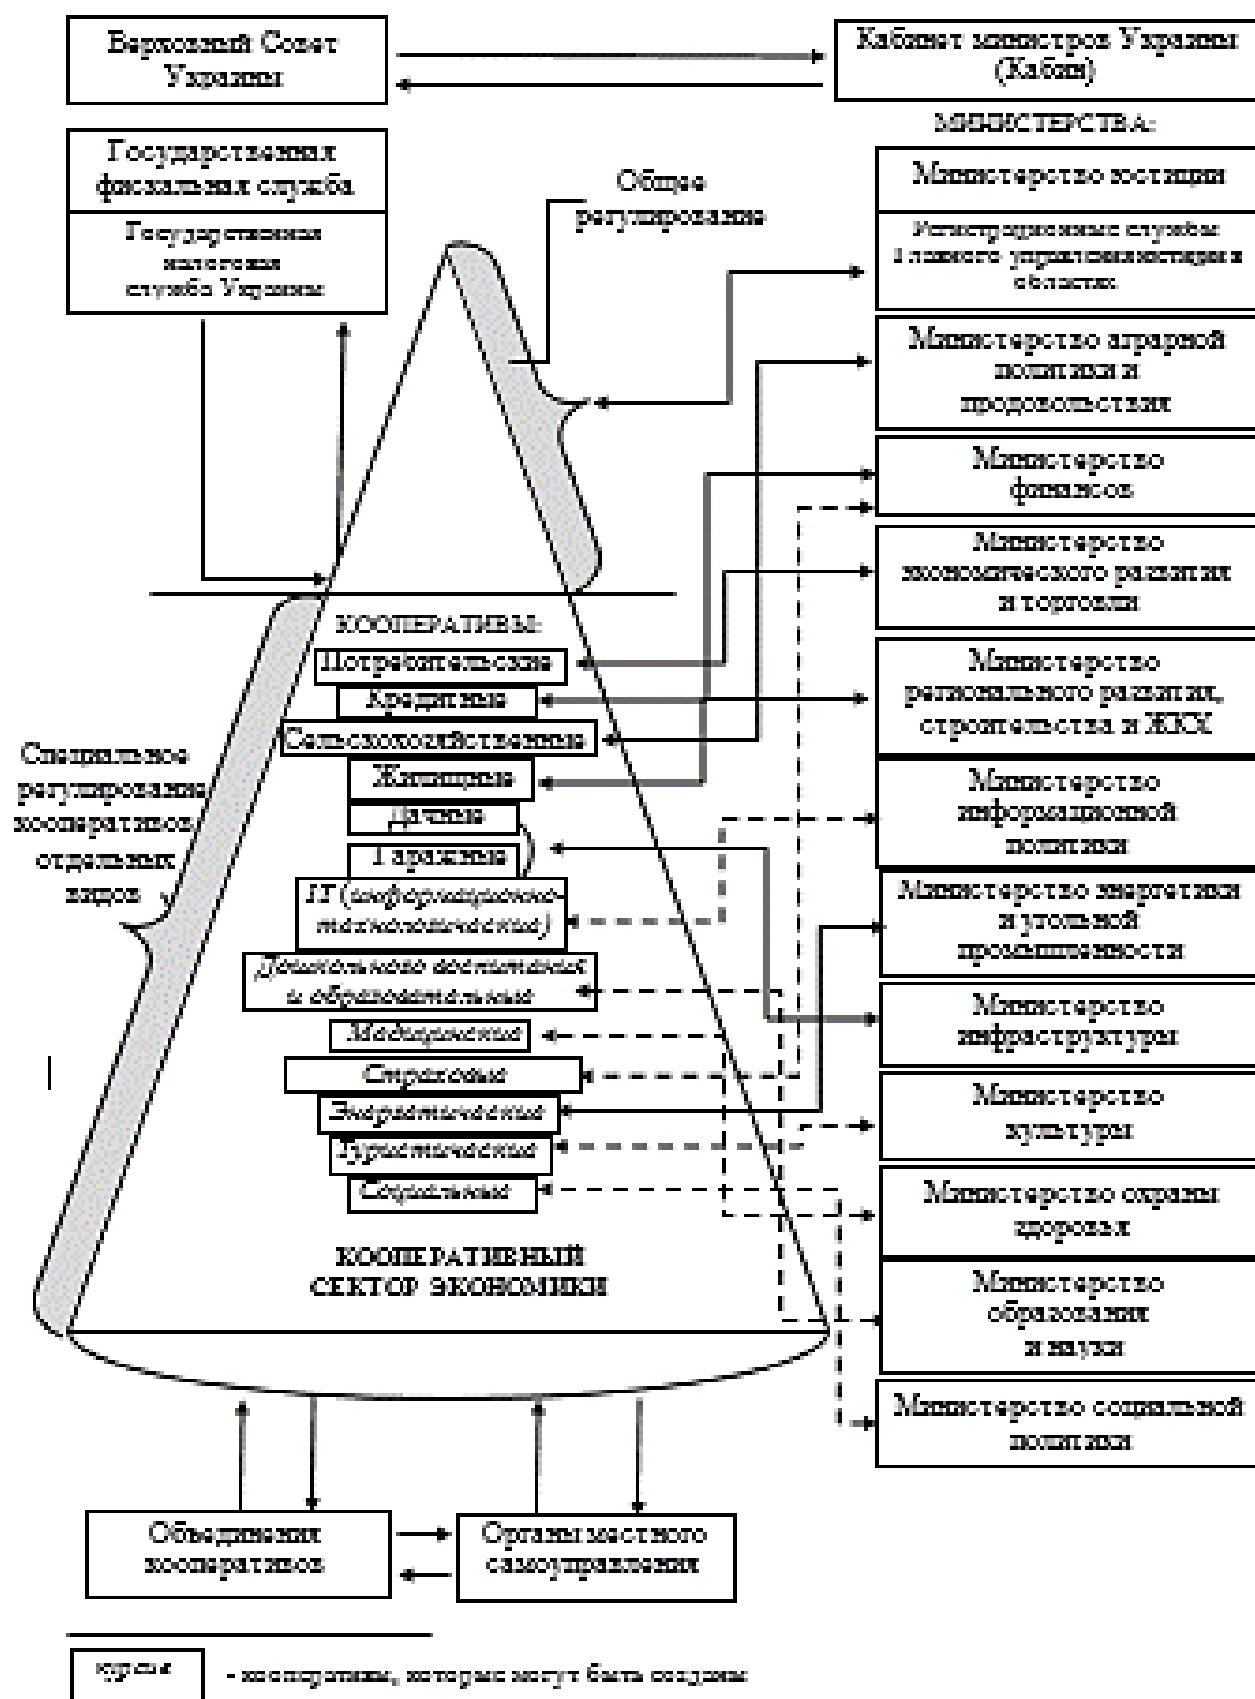 Верховный Совет
Украины
Кабинет министров Украины
(Кабмин)
МИНИСТЕРСТВА:
Государственная
фискальная служба
Государственная
налоговая
служба Украины
Общее
регулирование
Министерство юстиции
Регистрационные службы
Главного управления юстиции в
областях
Министерство аграрной
политики и
продовольствия
Министерство
финансов
Министерство
экономического развития
и торговли
Министерство
регионального развития,
строительства и ЖКХ
Министерство
информационной
политики
Министерство энергетики
и угольной
промышленности
Министерство
инфраструктуры
Министерство
культуры
Министерство охраны
здоровья
Министерство
образования
и науки
Министерство социальной
политики
КООПЕРАТИВЫ:
Потребительские
Кредитные
Сельскохозяйственные
Жилищные
Дачные
Гаражные
IT (информационно-
технологические)
Дошкольного воспитания
и образовательные
Медицинские
Страховые
Энергетические
Туристические
Социальные
Специальное
регулирование
кооперативов
отдельных
видов
КООПЕРАТИВНЫЙ
СЕКТОР ЭКОНОМИКИ
Объединения
кооперативов
Органы местного
самоуправления
курсив
- кооперативы, которые могут быть созданы